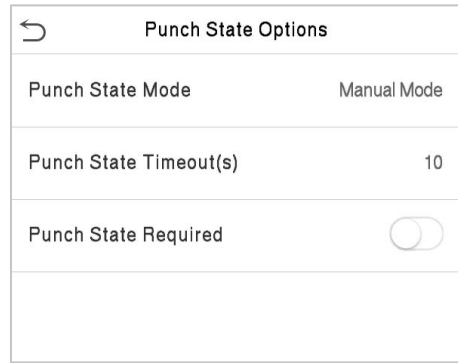 Punch State Options
Punch State Mode Manual Mode
Punch State Timeout(s) 10
Punch State Required